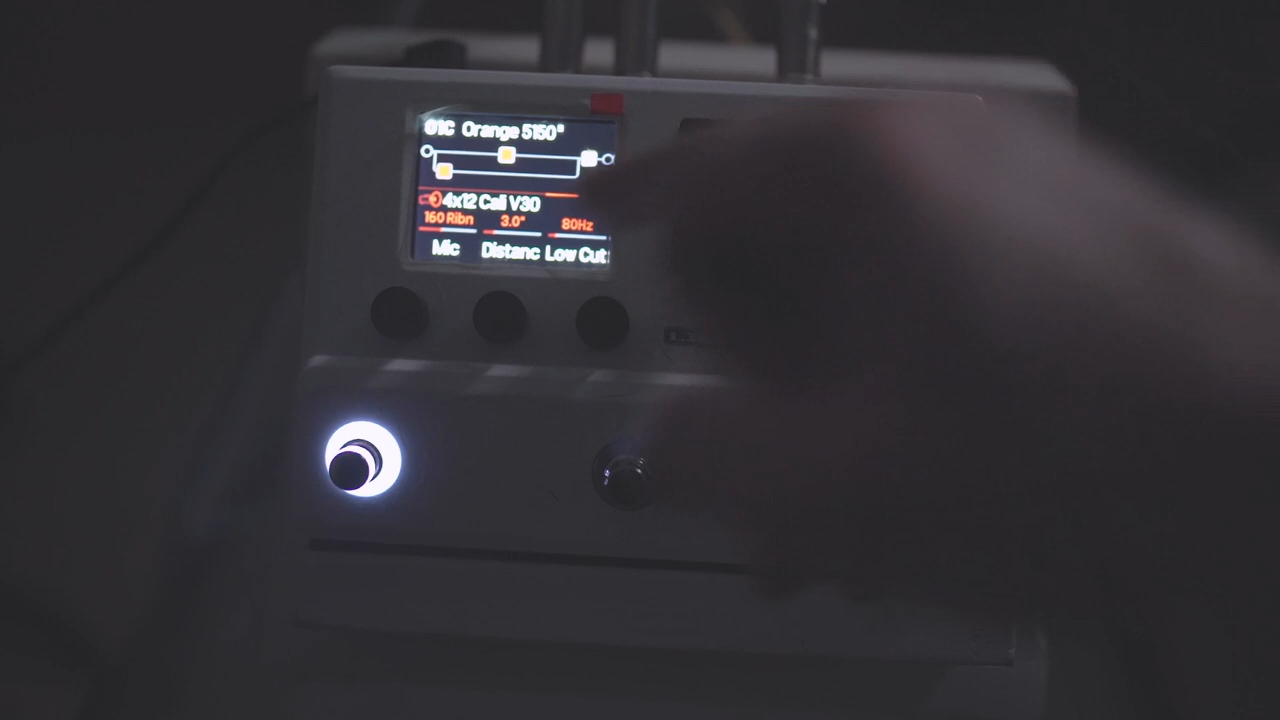 01C Orange 5150*
4x12 Cali V30
160 Ribn 3.0" 80Hz
Mic Distanc Low Cut